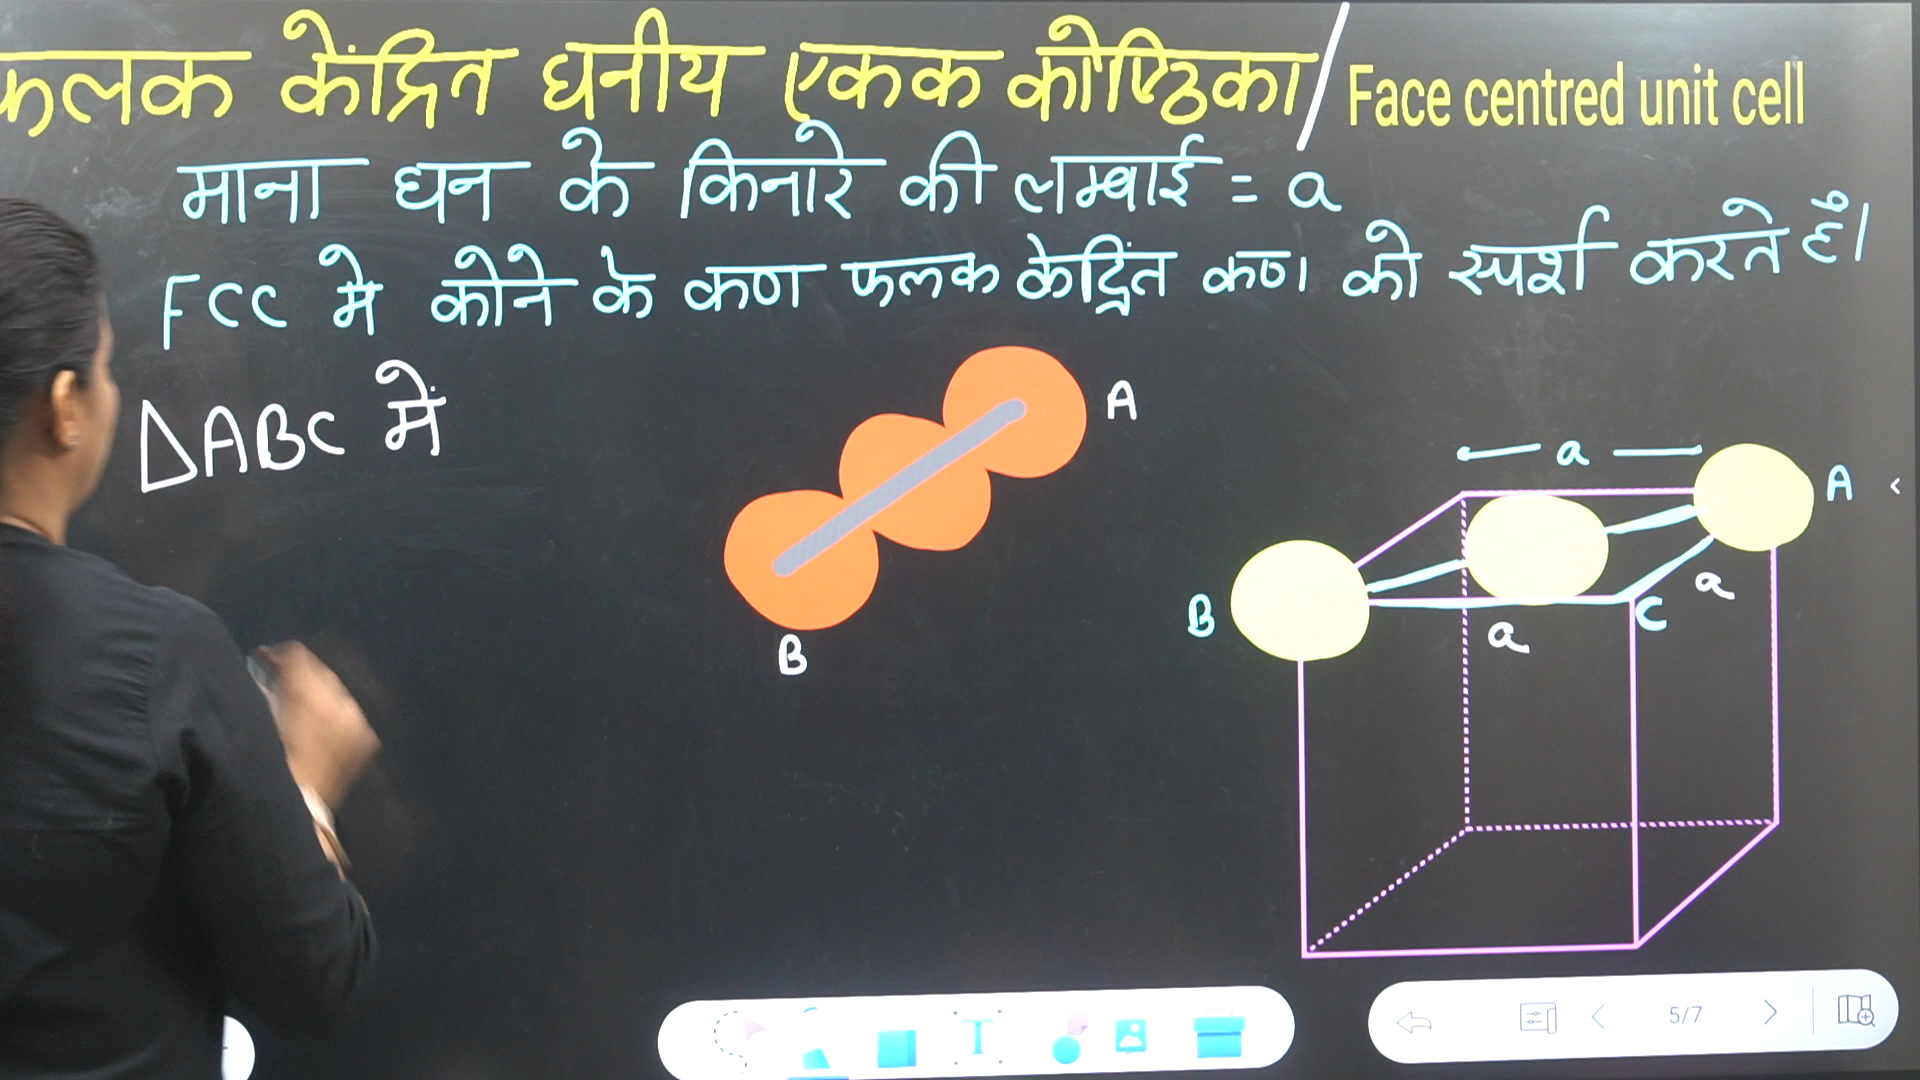 फलक केंद्रित घनीय एकक कोष्ठिका/ Face centred unit cell
माना घन के किनारे की लम्बाई = a
FCC मे कोने के कण फलक केंद्रित कण को स्पर्श करते हैं।
ΔABC में
A
B
a
A
B
C
a
a
T
5/7